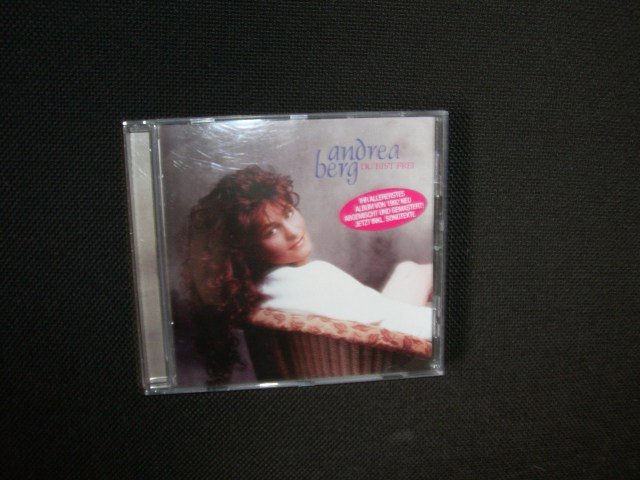 andrea
berg
DU BIST FREI
IHR ALLERERSTES
ALBUM VON 1992 NEU
ABGEMISCHT UND GEMASTERT!
JETZT INKL. SONGTEXTE